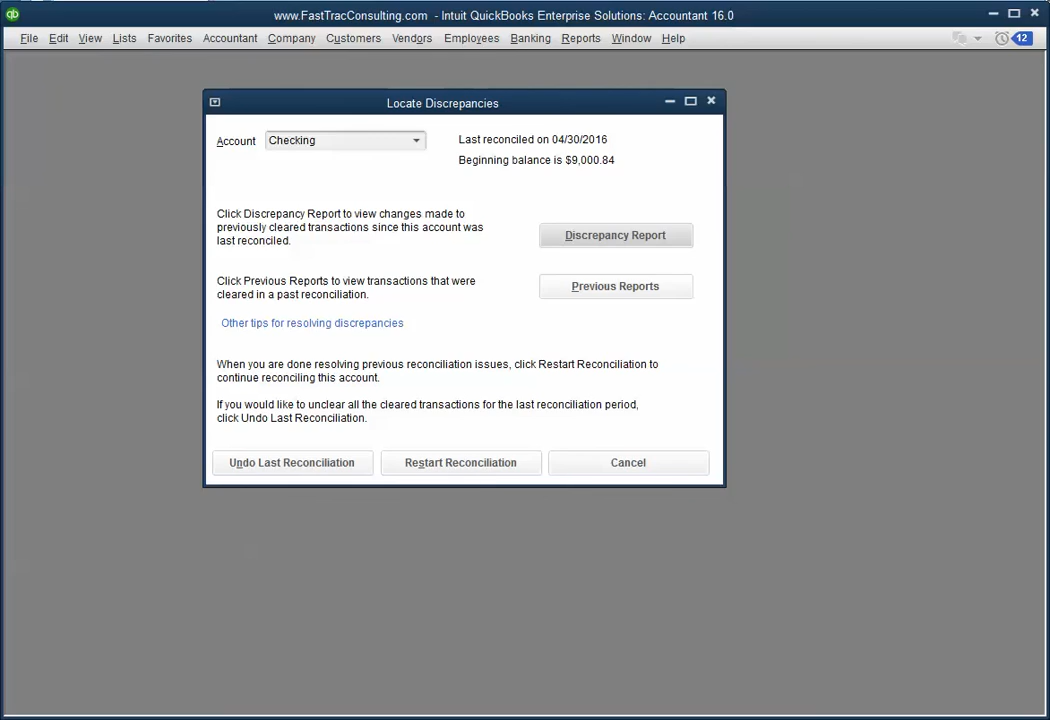 qb www.FastTracConsulting.com - Intuit QuickBooks Enterprise Solutions: Accountant 16.0
File Edit View Lists Favorites Accountant Company Customers Vendors Employees Banking Reports Window Help 12
Locate Discrepancies
Account Checking Last reconciled on 04/30/2016
Beginning balance is $9,000.84
Click Discrepancy Report to view changes made to
previously cleared transactions since this account was
last reconciled.
Discrepancy Report
Click Previous Reports to view transactions that were
cleared in a past reconciliation.
Previous Reports
Other tips for resolving discrepancies
When you are done resolving previous reconciliation issues, click Restart Reconciliation to
continue reconciling this account.
If you would like to unclear all the cleared transactions for the last reconciliation period,
click Undo Last Reconciliation.
Undo Last Reconciliation Restart Reconciliation Cancel